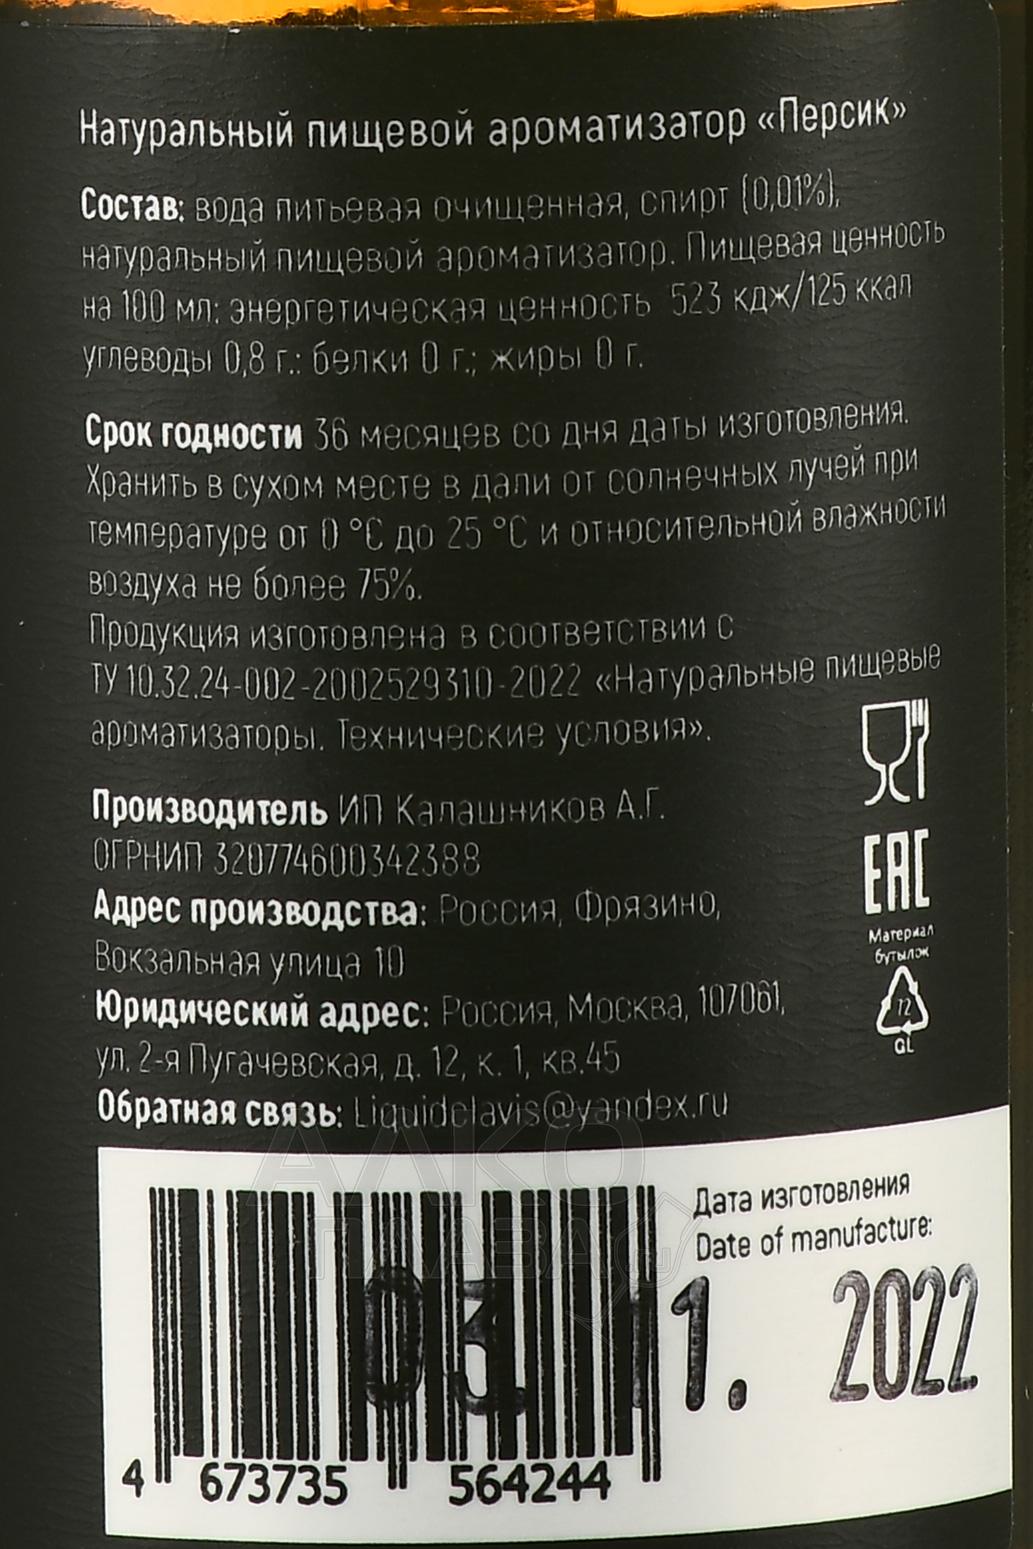 Натуральный пищевой ароматизатор «Персик»
Состав: вода питьевая очищенная, спирт (0,01%),
натуральный пищевой ароматизатор. Пищевая ценность
на 100 мл: энергетическая ценность 523 кдж/125 ккал
углеводы 0,8 г.: белки 0 г.; жиры 0 г.
Срок годности 36 месяцев со дня даты изготовления.
Хранить в сухом месте в дали от солнечных лучей при
температуре от 0 °C до 25 °C и относительной влажности
воздуха не более 75%.
Продукция изготовлена в соответствии с
ТУ 10.32.24-002-2002529310-2022 «Натуральные пищевые
ароматизаторы. Технические условия».
Производитель ИП Калашников А.Г.
ОГРНИП 320774600342388
Адрес производства: Россия, Фрязино,
Вокзальная улица 10
Юридический адрес: Россия, Москва, 107061,
ул. 2-я Пугачевская, д. 12, к. 1, кв.45
Обратная связь: Liquidclavis@yandex.ru
EAC
Материал
бутылок
72
GL
АЛКО
ПЛАЗА
Дата изготовления
Date of manufacture:
03. 11. 2022
4 673735 564244